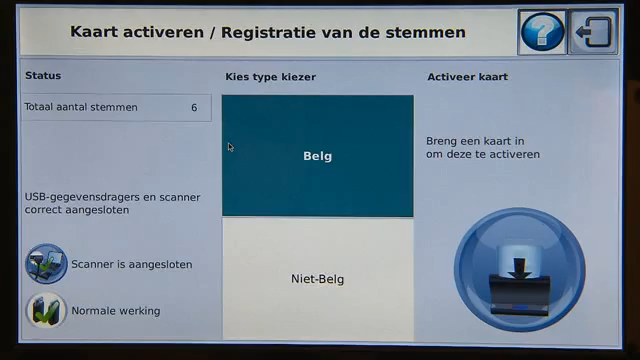 Kaart activeren / Registratie van de stemmen
Status
Kies type kiezer
Activeer kaart
Totaal aantal stemmen 6
Belg
Breng een kaart in
om deze te activeren
USB-gegevensdragers en scanner
correct aangesloten
Scanner is aangesloten
Niet-Belg
Normale werking